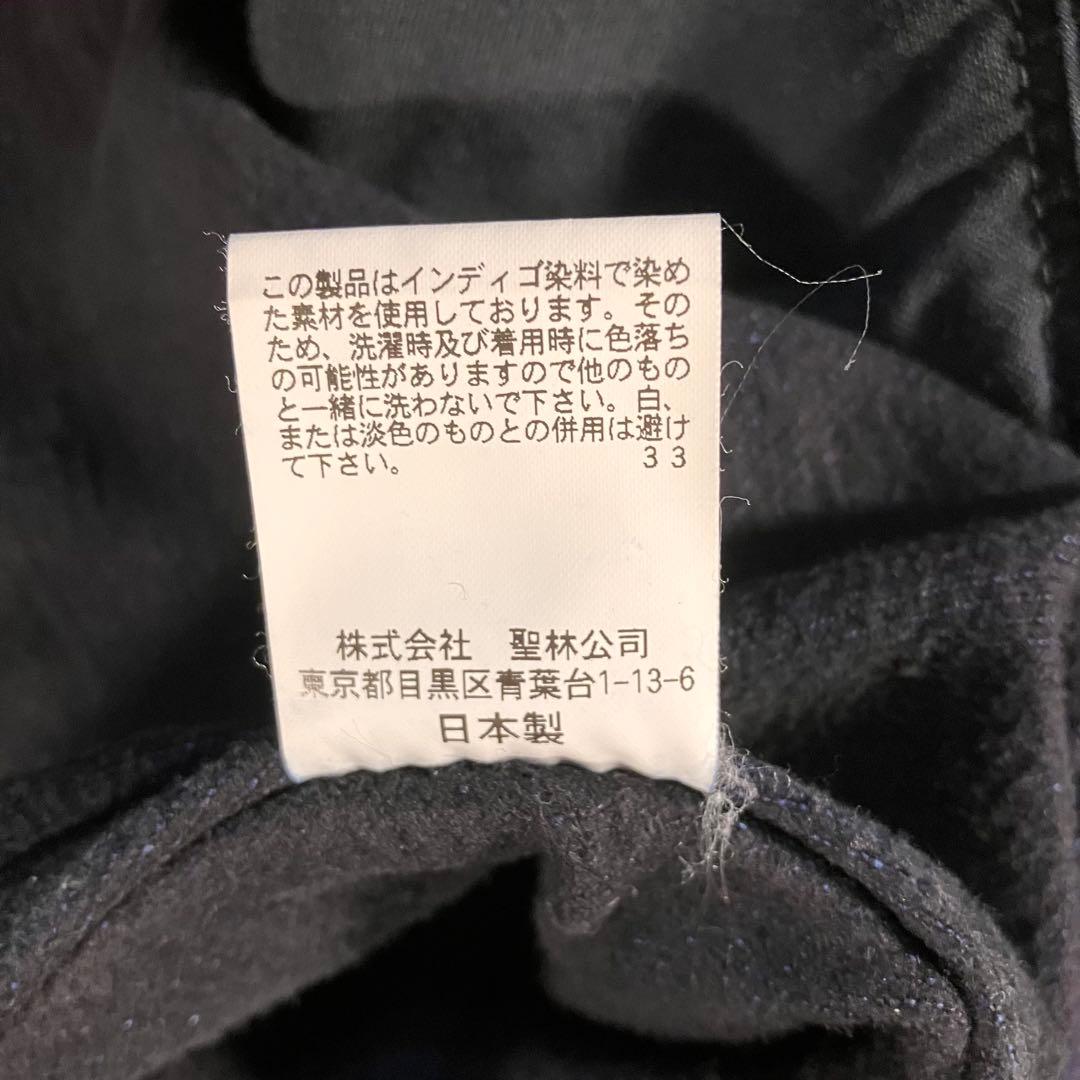 この製品はインディゴ染料で染め
た素材を使用しております。その
ため、洗濯時及び着用時に色落ち
の可能性がありますので他のもの
と一緒に洗わないで下さい。白、
または淡色のものとの併用は避け
て下さい。 33
株式会社 聖林公司
東京都目黒区青葉台1-13-6
日本製